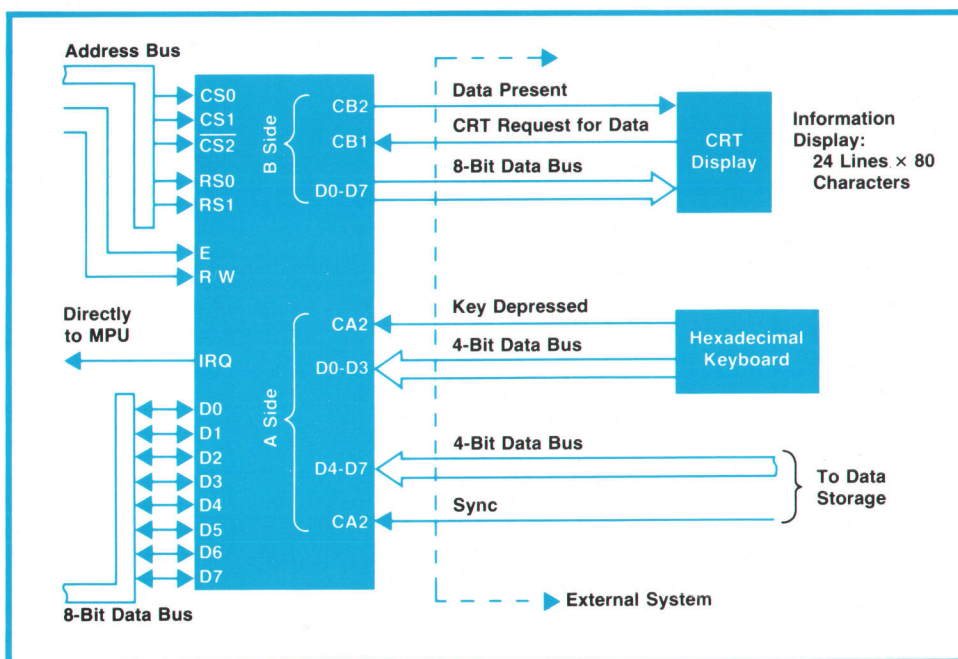 Address Bus
CS0
CS1
CS2
RS0
RS1
E
R/W
B Side
CB2
CB1
D0-D7
Data Present
CRT Request for Data
8-Bit Data Bus
CRT
Display
Information
Display:
24 Lines × 80
Characters
Directly
to MPU
IRQ
D0
D1
D2
D3
D4
D5
D6
D7
8-Bit Data Bus
A Side
CA2
D0-D3
D4-D7
CA2
Key Depressed
4-Bit Data Bus
Hexadecimal
Keyboard
4-Bit Data Bus
Sync
To Data
Storage
External System